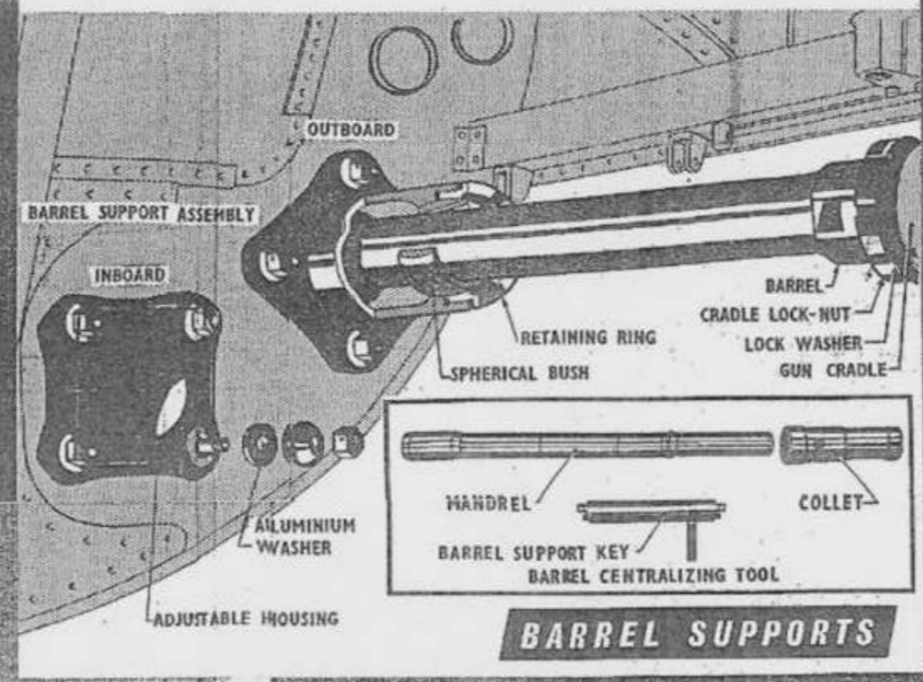 OUTBOARD
BARREL SUPPORT ASSEMBLY
INBOARD
BARREL
CRADLE LOCK-NUT
RETAINING RING
LOCK WASHER
SPHERICAL BUSH
GUN CRADLE
MANDREL
COLLET
ALUMINIUM
WASHER
BARREL SUPPORT KEY
BARREL CENTRALIZING TOOL
ADJUSTABLE HOUSING
BARREL SUPPORTS